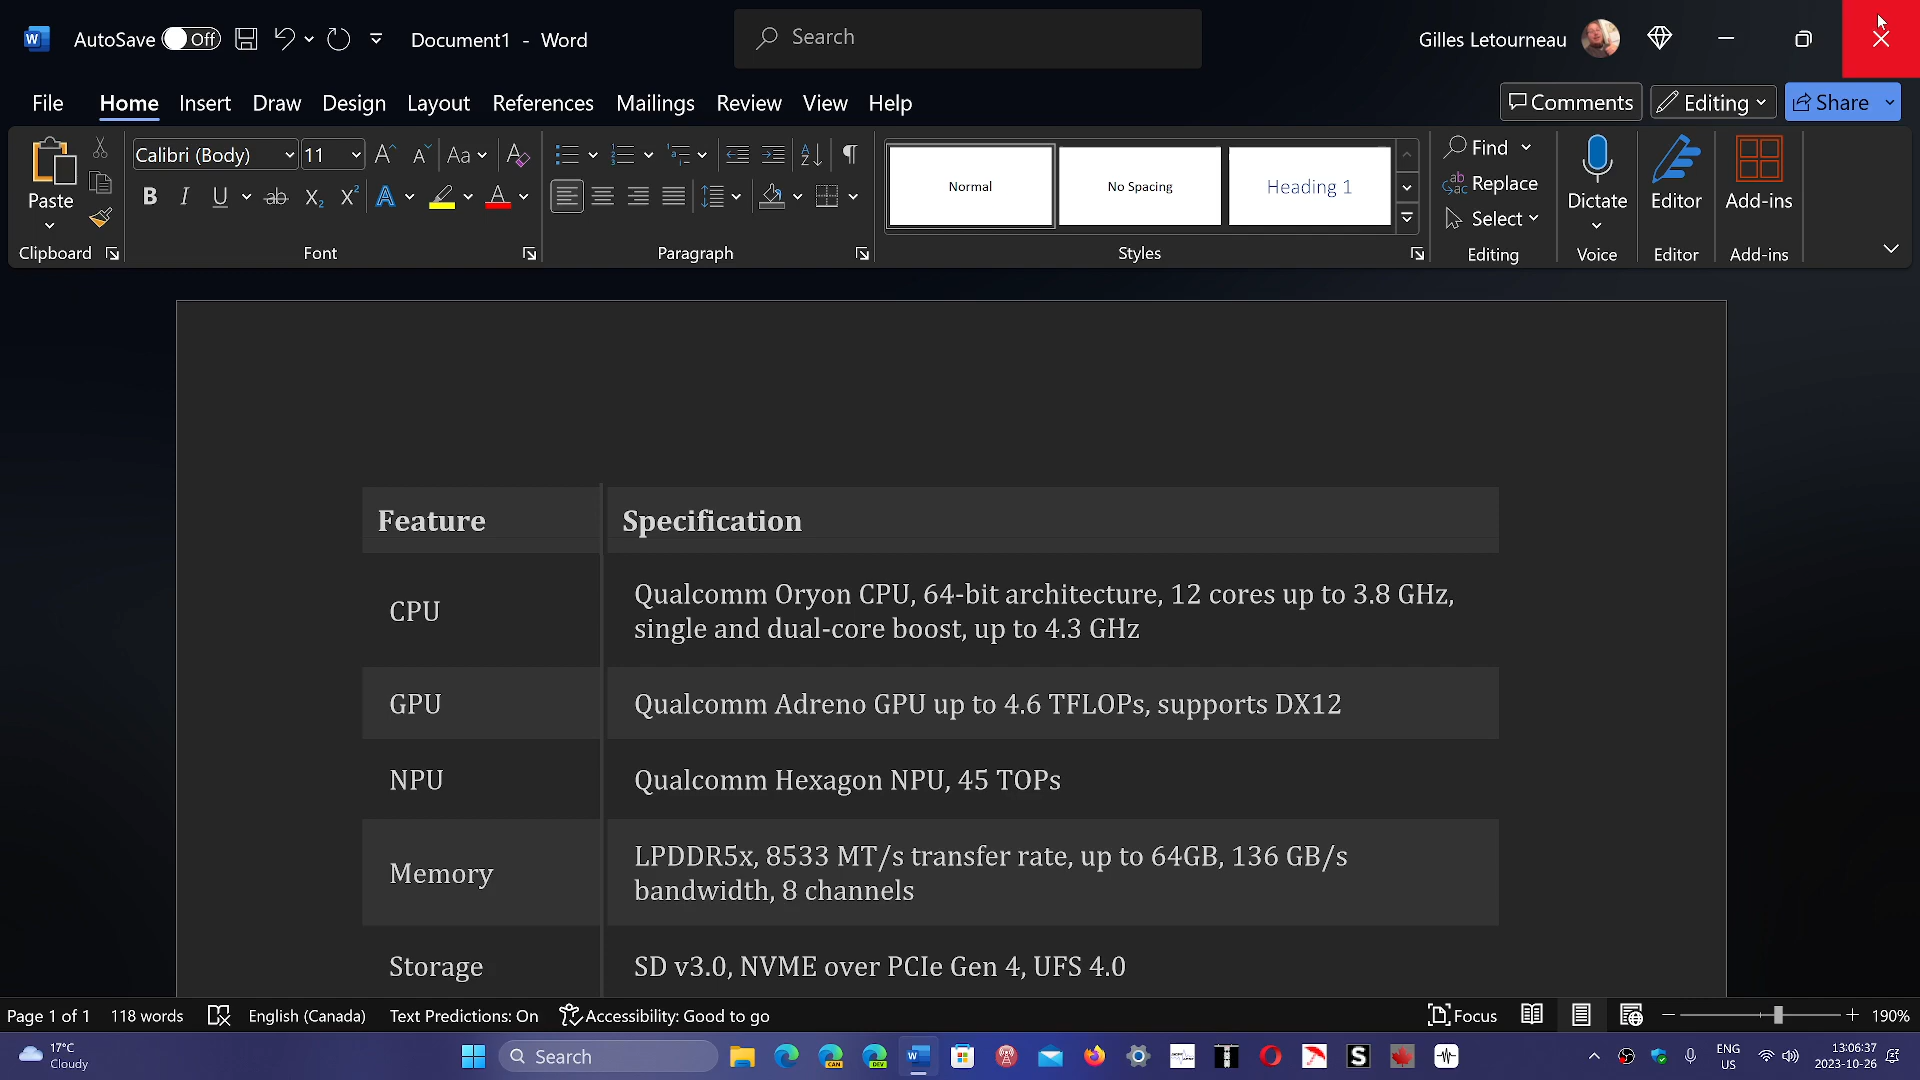 AutoSave Off Document1 - Word Search Gilles Letourneau
File Home Insert Draw Design Layout References Mailings Review View Help Comments Editing Share
Paste
Clipboard
Calibri (Body) 11
Font
Paragraph
Normal No Spacing Heading 1
Styles
Find
Replace
Select
Editing
Dictate
Voice
Editor
Editor
Add-ins
Add-ins
Feature Specification
CPU
Qualcomm Oryon CPU, 64-bit architecture, 12 cores up to 3.8 GHz,
single and dual-core boost, up to 4.3 GHz
GPU Qualcomm Adreno GPU up to 4.6 TFLOPs, supports DX12
NPU Qualcomm Hexagon NPU, 45 TOPs
Memory
LPDDR5x, 8533 MT/s transfer rate, up to 64GB, 136 GB/s
bandwidth, 8 channels
Storage SD v3.0, NVME over PCIe Gen 4, UFS 4.0
Page 1 of 1 118 words English (Canada) Text Predictions: On Accessibility: Good to go Focus 190%
17°C
Cloudy
Search
CAN
DEV
ENG
US
13:06:37
2023-10-26